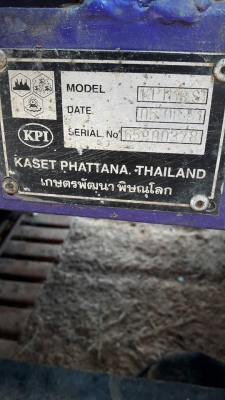 MODEL
DATE
SERIAL No
KPI
KASET PHATTANA. THAILAND
เกษตรพัฒนา พิษณุโลก